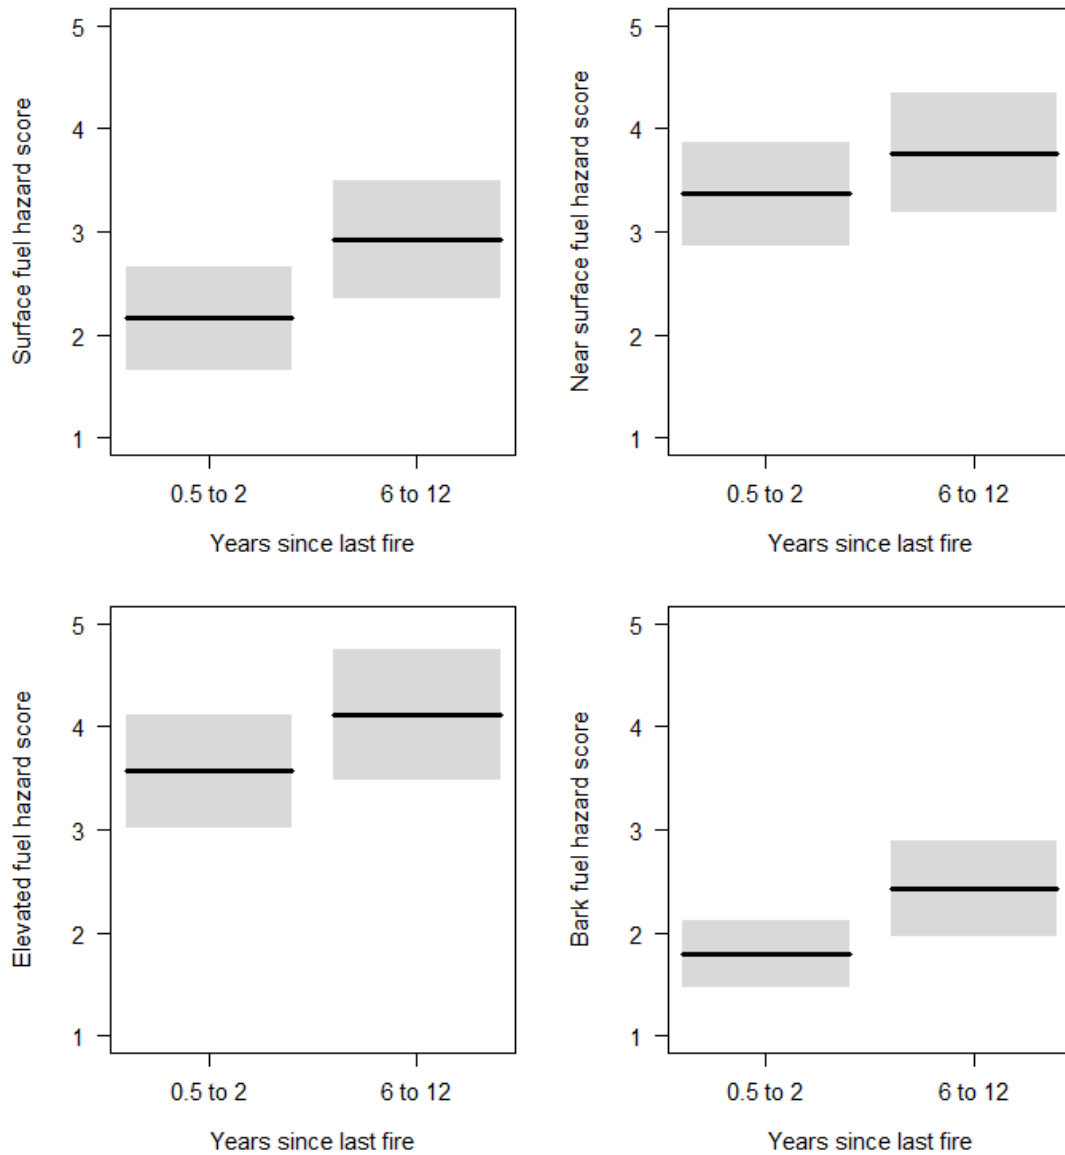 Surface fuel hazard score
5
4
3
2
1
0.5 to 2
6 to 12
Years since last fire
Near surface fuel hazard score
5
4
3
2
1
0.5 to 2
6 to 12
Years since last fire
Elevated fuel hazard score
5
4
3
2
1
0.5 to 2
6 to 12
Years since last fire
Bark fuel hazard score
5
4
3
2
1
0.5 to 2
6 to 12
Years since last fire